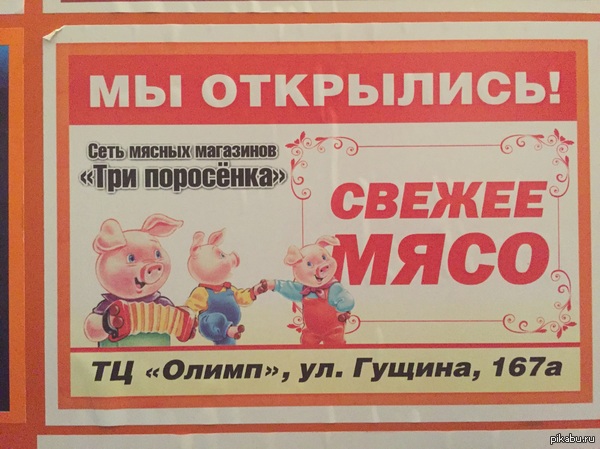 МЫ ОТКРЫЛИСЬ!
Сеть мясных магазинов
«Три поросёнка»
СВЕЖЕЕ
МЯСО
ТЦ «Олимп», ул. Гущина, 167а
pikabu.ru